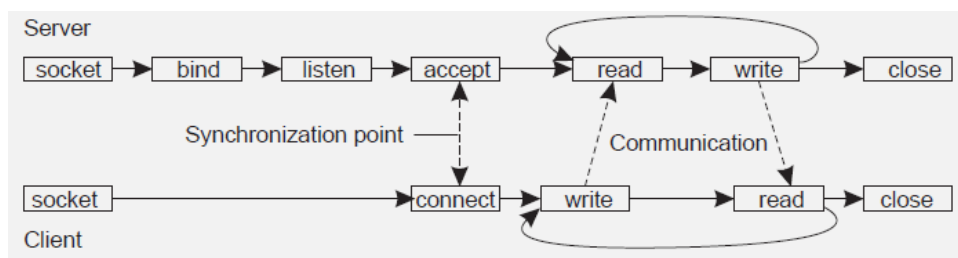 Server
socket bind listen accept read write close
Synchronization point
Communication
socket connect write read close
Client